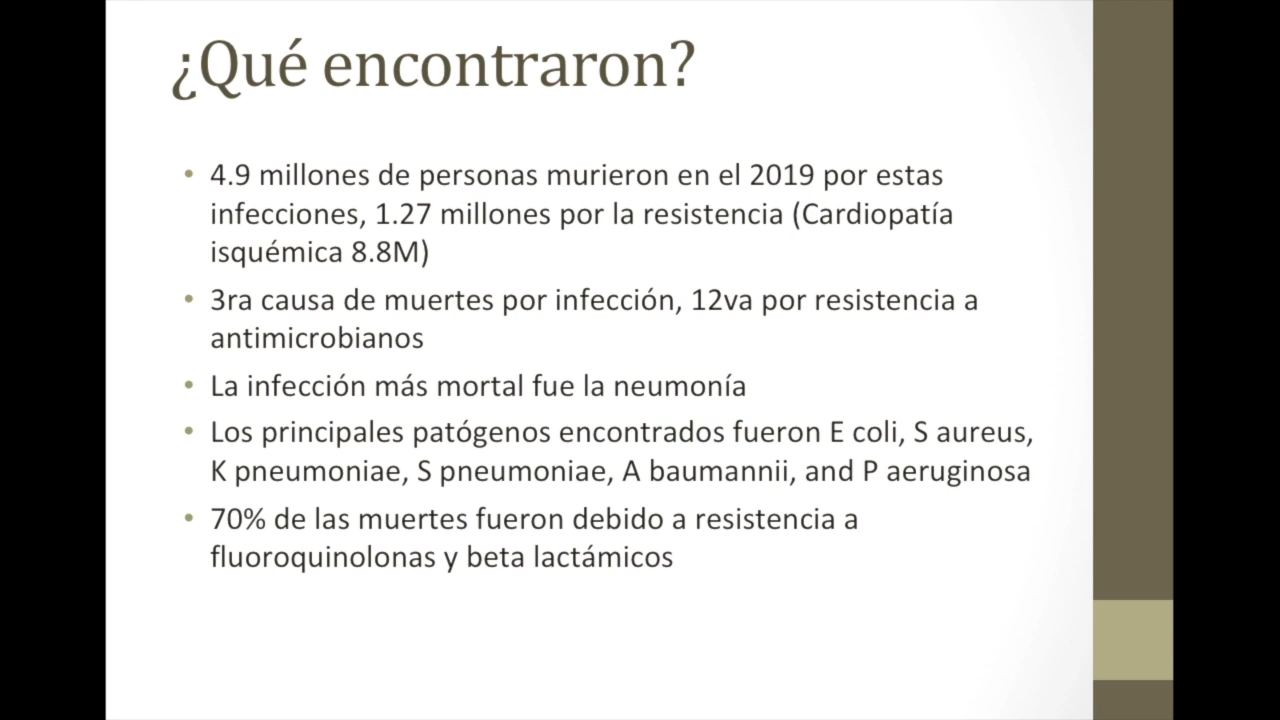 ¿Qué encontraron?
• 4.9 millones de personas murieron en el 2019 por estas
infecciones, 1.27 millones por la resistencia (Cardiopatía
isquémica 8.8M)
• 3ra causa de muertes por infección, 12va por resistencia a
antimicrobianos
• La infección más mortal fue la neumonía
• Los principales patógenos encontrados fueron E coli, S aureus,
K pneumoniae, S pneumoniae, A baumannii, and P aeruginosa
• 70% de las muertes fueron debido a resistencia a
fluoroquinolonas y beta lactámicos